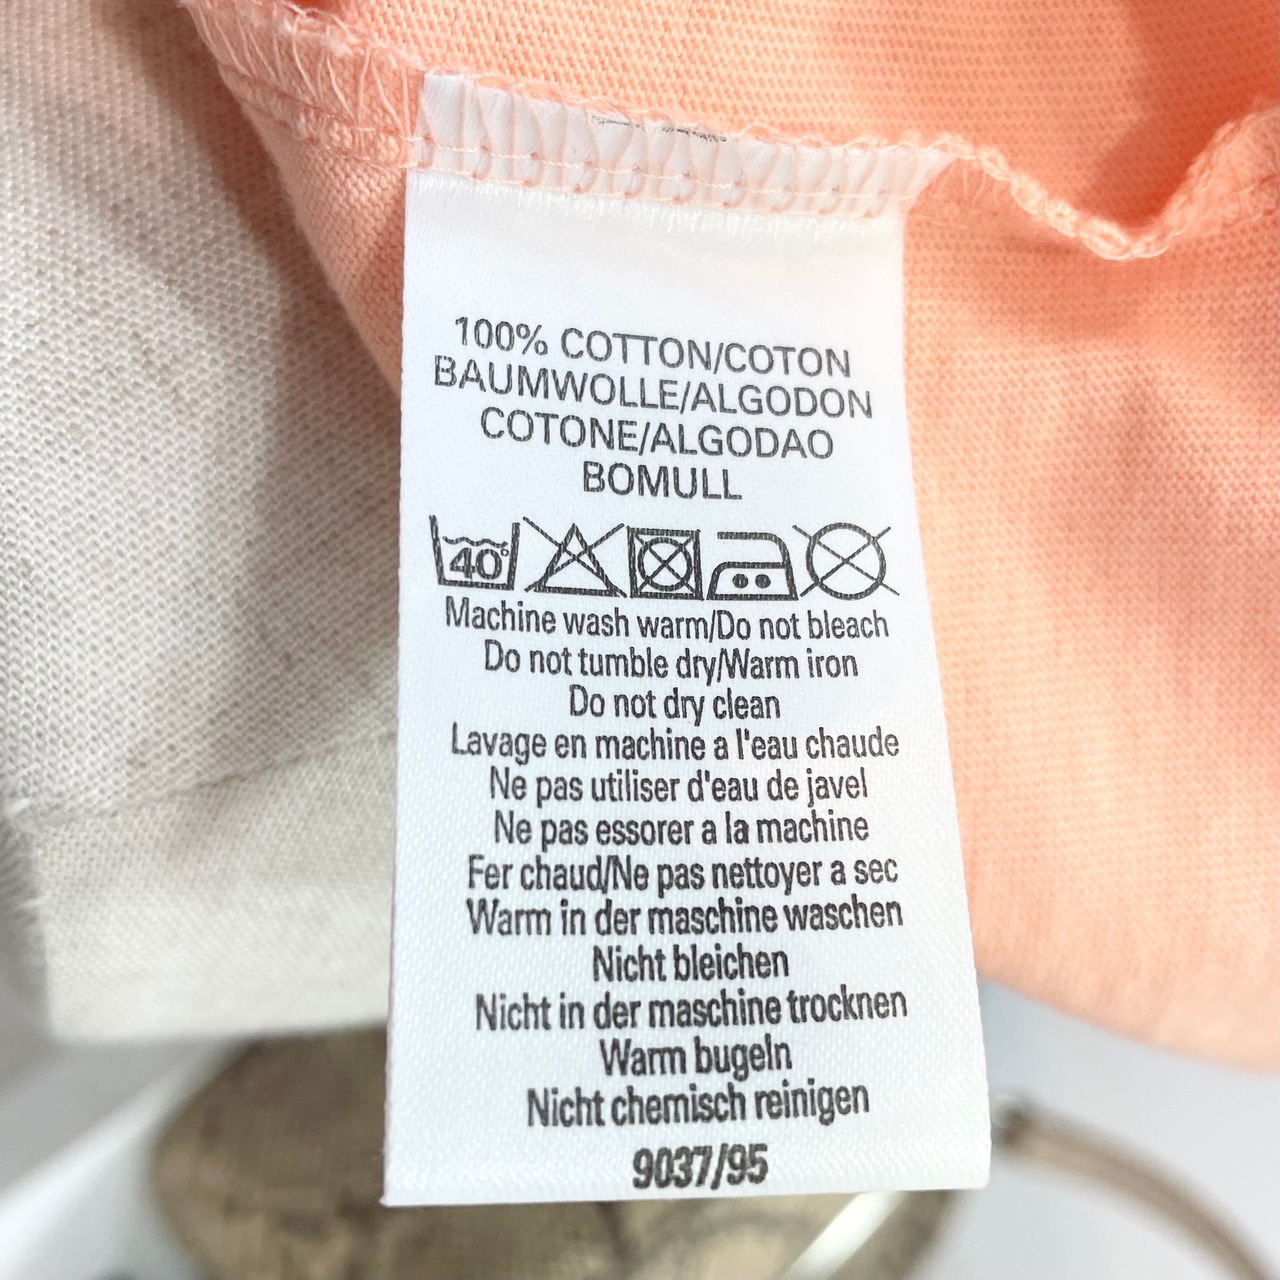 100% COTTON/COTON
BAUMWOLLE/ALGODON
COTONE/ALGODAO
BOMULL
40°
Machine wash warm/Do not bleach
Do not tumble dry/Warm iron
Do not dry clean
Lavage en machine a l'eau chaude
Ne pas utiliser d'eau de javel
Ne pas essorer a la machine
Fer chaud/Ne pas nettoyer a sec
Warm in der maschine waschen
Nicht bleichen
Nicht in der maschine trocknen
Warm bugeln
Nicht chemisch reinigen
9037/95